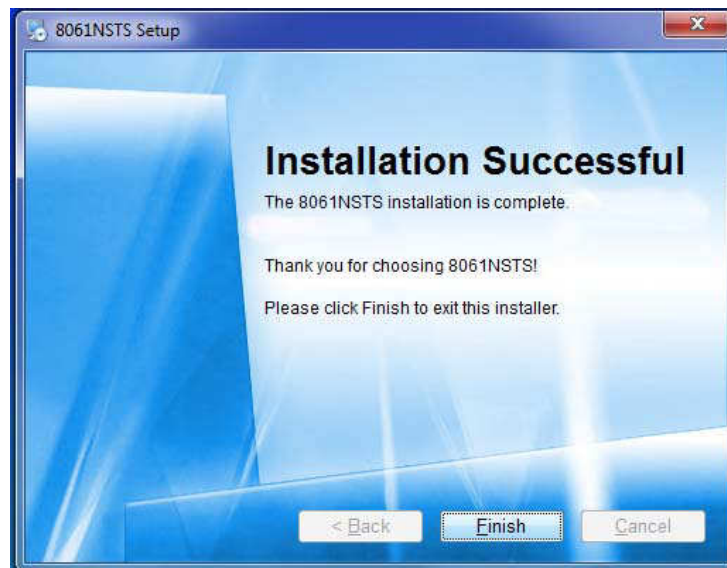 8061NSTS Setup
Installation Successful
The 8061NSTS installation is complete.
Thank you for choosing 8061NSTS!
Please click Finish to exit this installer.
< Back Finish Cancel